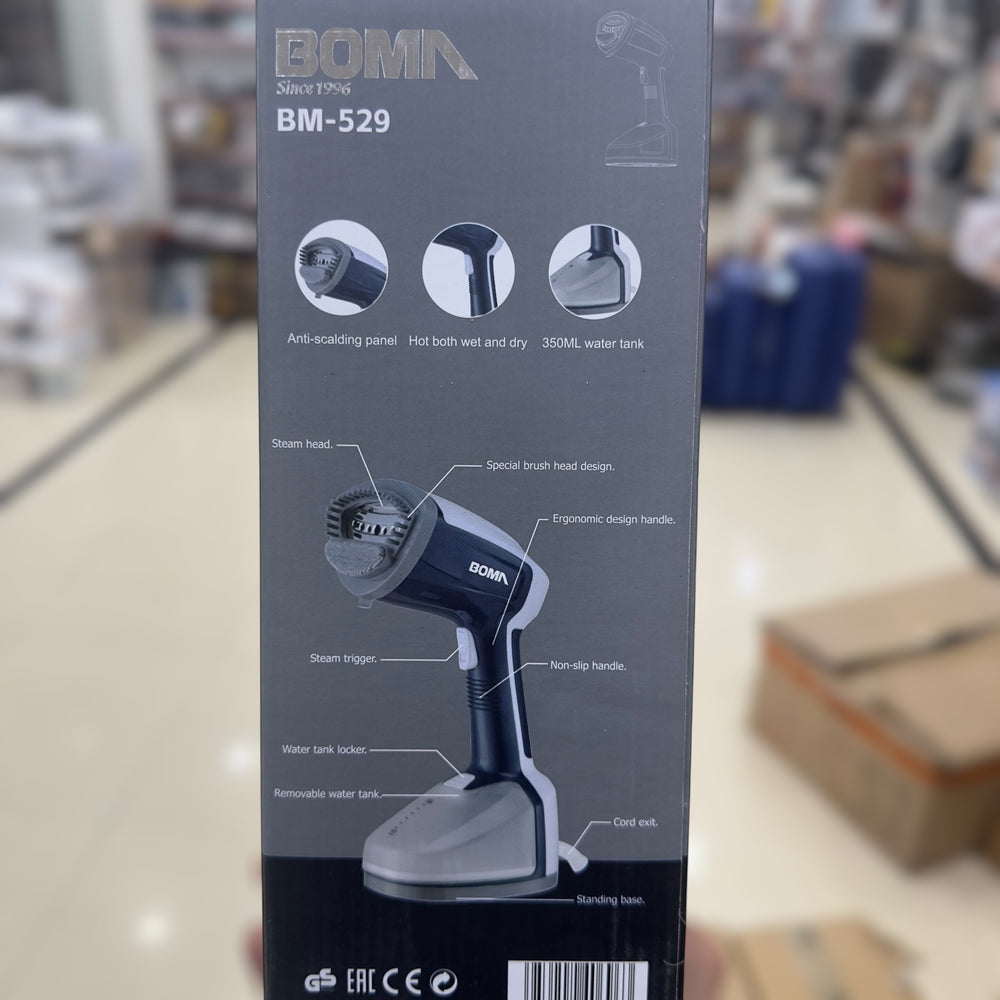 BOMA
Since 1996
BM-529
Anti-scalding panel Hot both wet and dry 350ML water tank
Steam head.
Special brush head design.
Ergonomic design handle.
BOMA
Steam trigger.
Non-slip handle.
Water tank locker.
Removable water tank.
Cord exit.
Standing base.
GS EAC CE